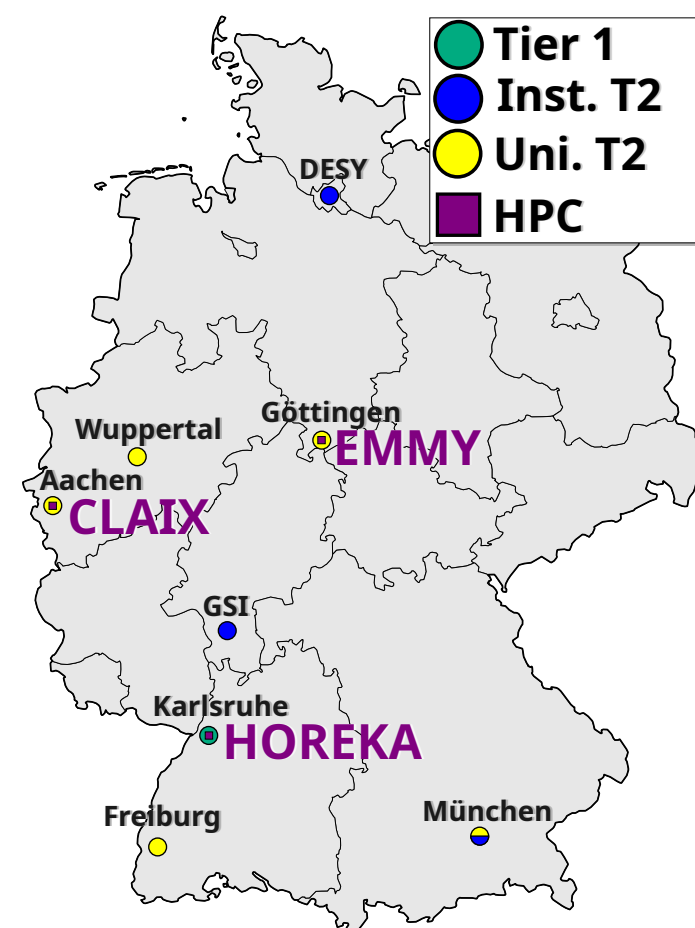 Tier 1
Inst. T2
Uni. T2
HPC
DESY
Göttingen
EMMY
Wuppertal
Aachen
CLAIX
GSI
Karlsruhe
HOREKA
Freiburg
München